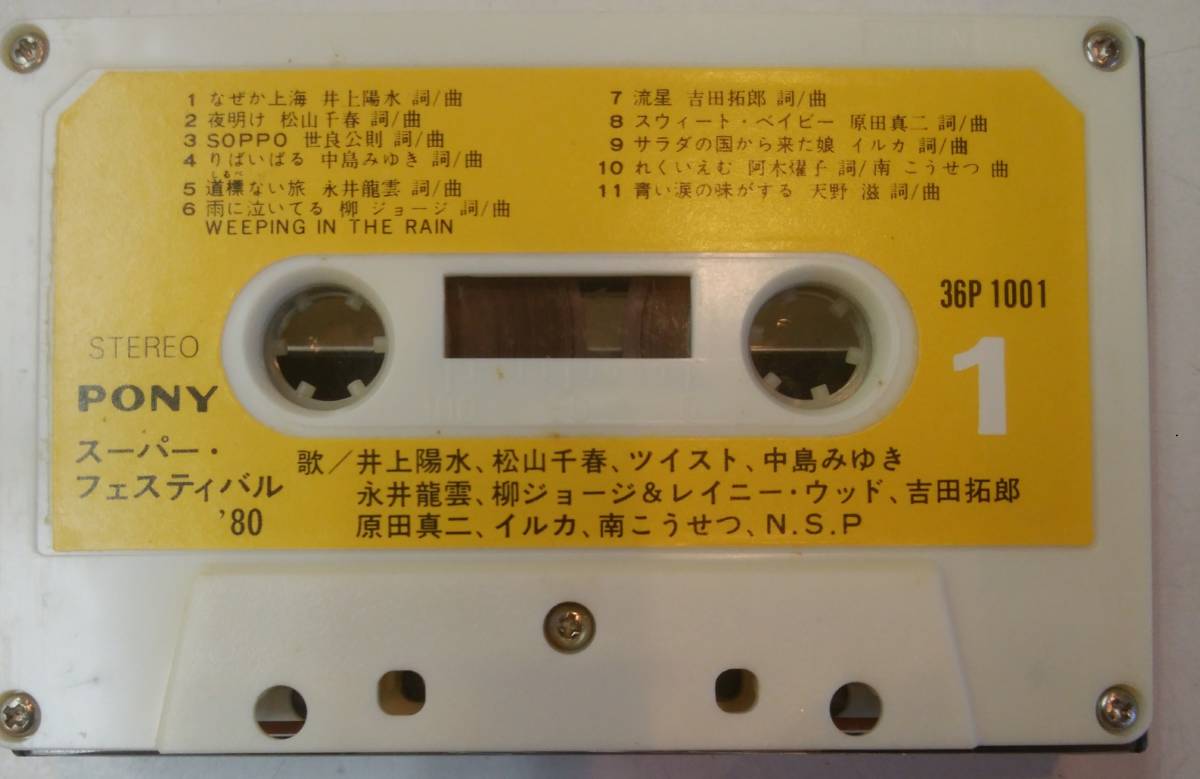 1 なぜか上海 井上陽水 詞/曲
2 夜明け 松山千春 詞/曲
3 SOPPO 世良公則 詞/曲
4 りばいばる 中島みゆき 詞/曲
しるべ
5 道標ない旅 永井龍雲 詞/曲
6 雨に泣いてる 柳 ジョージ 詞/曲
WEEPING IN THE RAIN
7 流星 吉田拓郎 詞/曲
8 スウィート・ベイビー 原田真二 詞/曲
9 サラダの国から来た娘 イルカ 詞/曲
10 れくいえむ 阿木燿子 詞/南 こうせつ 曲
11 青い涙の味がする 天野 滋 詞/曲
36P 1001
1
STEREO
PONY
スーパー・
フェスティバル
'80
歌/井上陽水、松山千春、ツイスト、中島みゆき
永井龍雲、柳ジョージ&レイニー・ウッド、吉田拓郎
原田真二、イルカ、南こうせつ、N.S.P